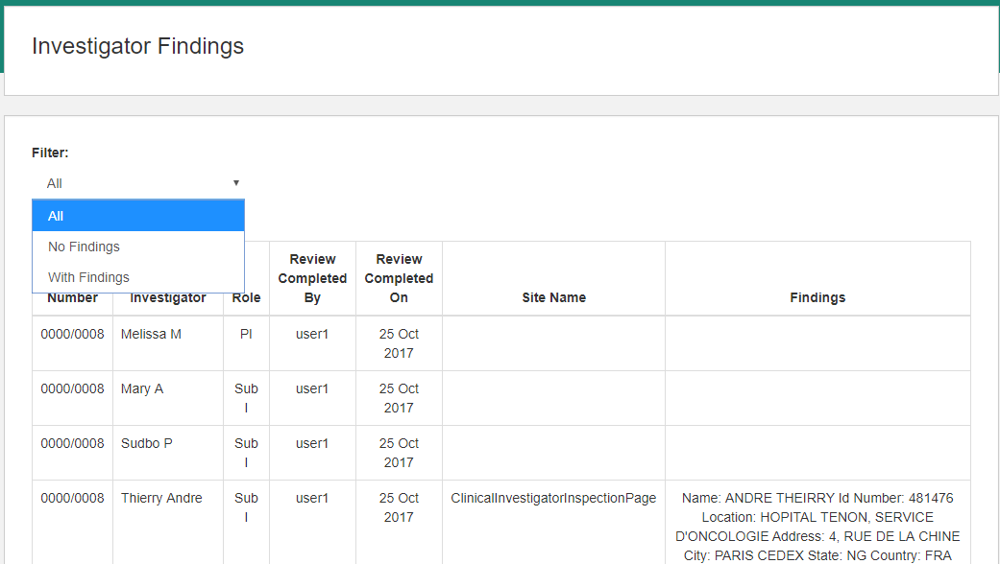 Investigator Findings
Filter:
All ▼
All
No Findings
With Findings
Number Investigator Role Review Completed By Review Completed On Site Name Findings
0000/0008 Melissa M PI user1 25 Oct 2017
0000/0008 Mary A Sub I user1 25 Oct 2017
0000/0008 Sudbo P Sub I user1 25 Oct 2017
0000/0008 Thierry Andre Sub I user1 25 Oct 2017 ClinicalInvestigatorInspectionPage Name: ANDRE THEIRRY Id Number: 481476
Location: HOPITAL TENON, SERVICE
D'ONCOLOGIE Address: 4, RUE DE LA CHINE
City: PARIS CEDEX State: NG Country: FRA